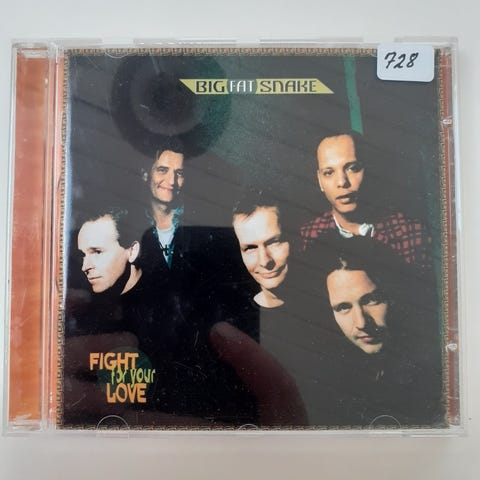 728
BIG FAT SNAKE
FIGHT
for your
LOVE